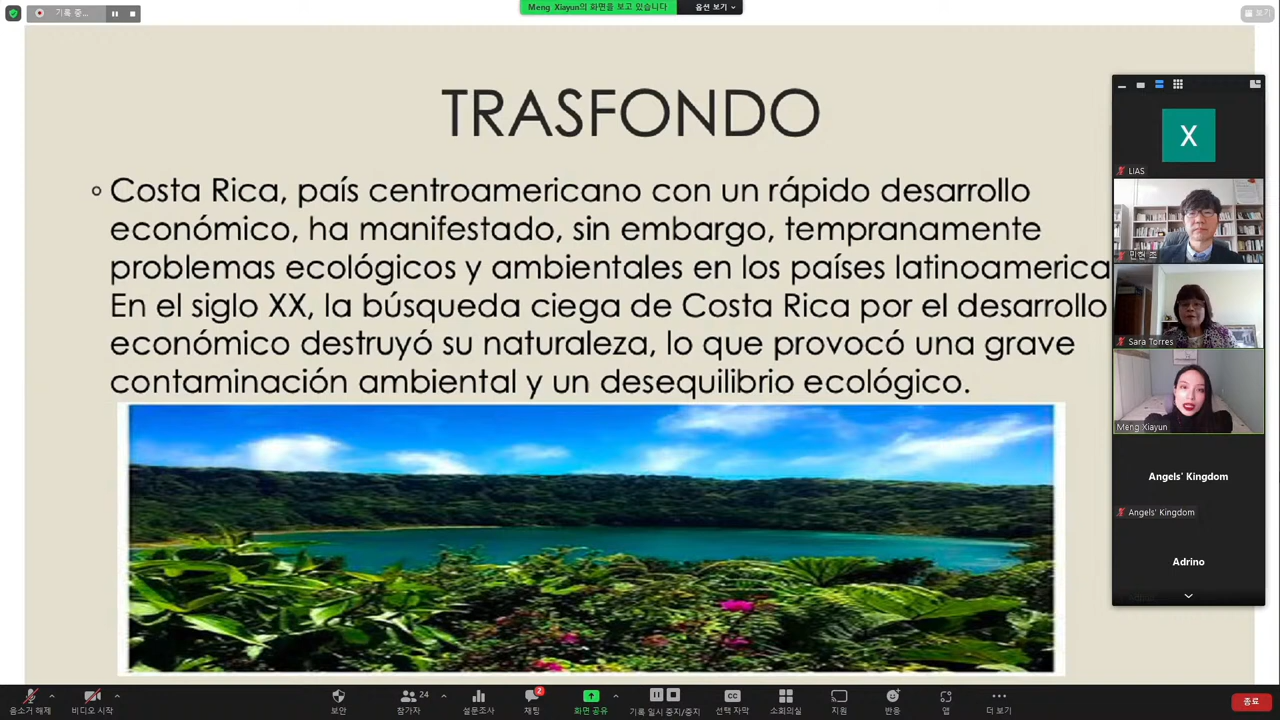 기록 중...
Meng Xiayun의 화면을 보고 있습니다
옵션 보기
보기
TRASFONDO
Costa Rica, país centroamericano con un rápido desarrollo
económico, ha manifestado, sin embargo, tempranamente
problemas ecológicos y ambientales en los países latinoamerica
En el siglo XX, la búsqueda ciega de Costa Rica por el desarrollo
económico destruyó su naturaleza, lo que provocó una grave
contaminación ambiental y un desequilibrio ecológico.
X
LIAS
민현 조
Sara Torres
Meng Xiayun
Angels' Kingdom
Angels' Kingdom
Adrino
음소거 해제
비디오 시작
보안
24
참가자
설문조사
2
채팅
화면 공유
기록 일시 중지/중지
CC
선택 자막
소회의실
지원
반응
앱
더 보기
종료